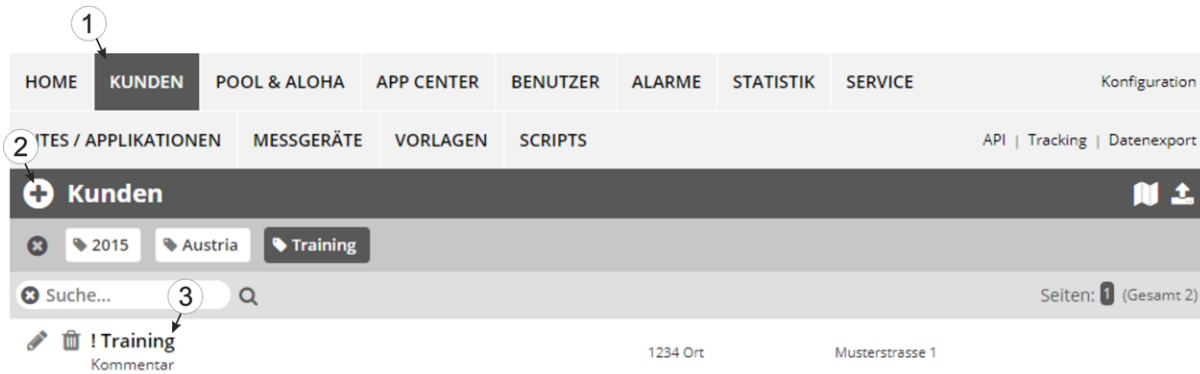 1
HOME KUNDEN POOL & ALOHA APP CENTER BENUTZER ALARME STATISTIK SERVICE Konfiguration
2 ITES / APPLIKATIONEN MESSGERÄTE VORLAGEN SCRIPTS API | Tracking | Datenexport
Kunden
2015 Austria Training
Suche... 3 Seiten: 1 (Gesamt 2)
! Training 1234 Ort Musterstrasse 1
Kommentar